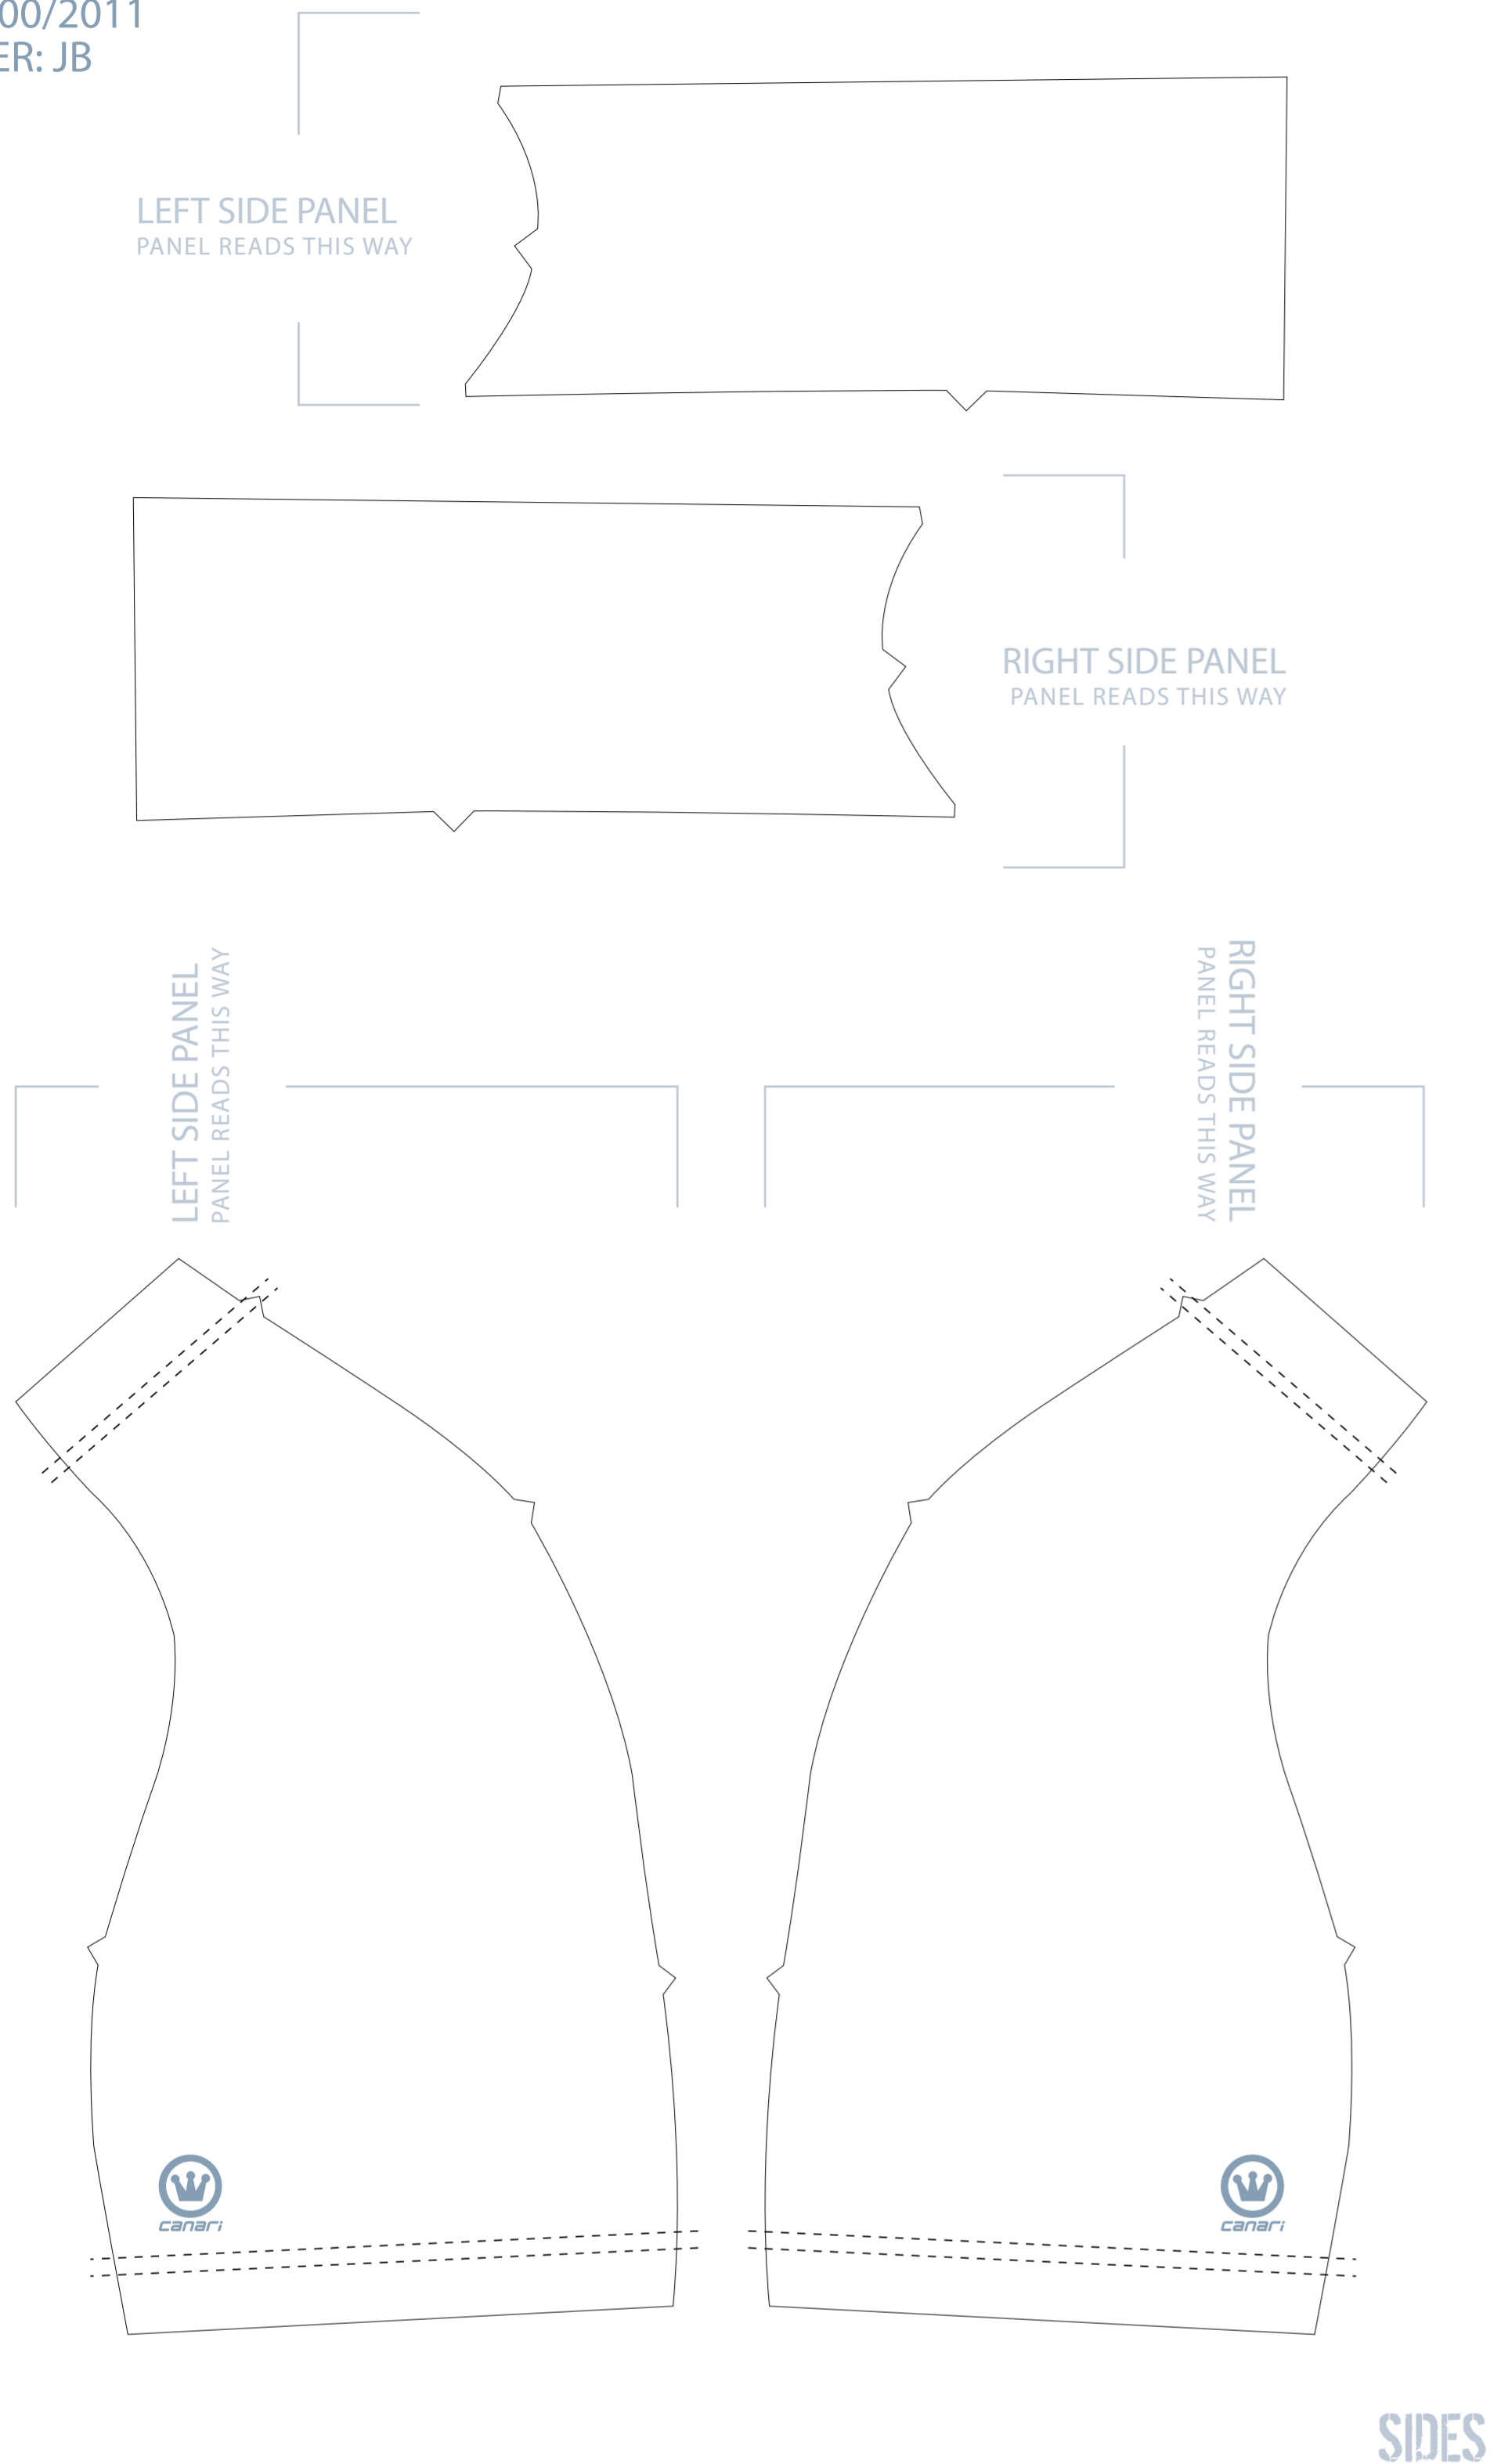 00/2011
ER: JB
LEFT SIDE PANEL
PANEL READS THIS WAY
RIGHT SIDE PANEL
PANEL READS THIS WAY
LEFT SIDE PANEL
PANEL READS THIS WAY
RIGHT SIDE PANEL
PANEL READS THIS WAY
canari
canari
SIDES